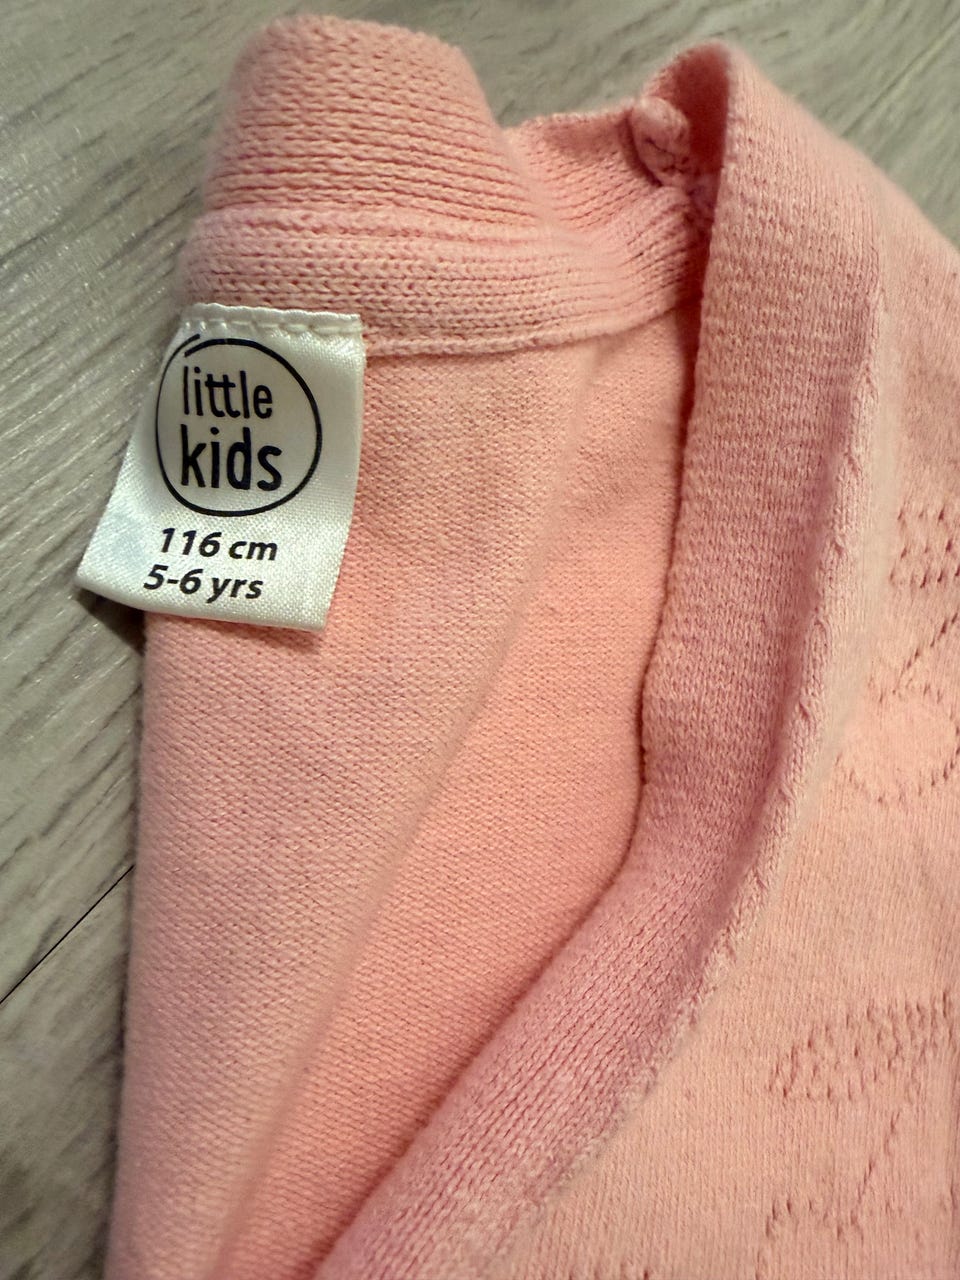 little
kids
116 cm
5-6 yrs